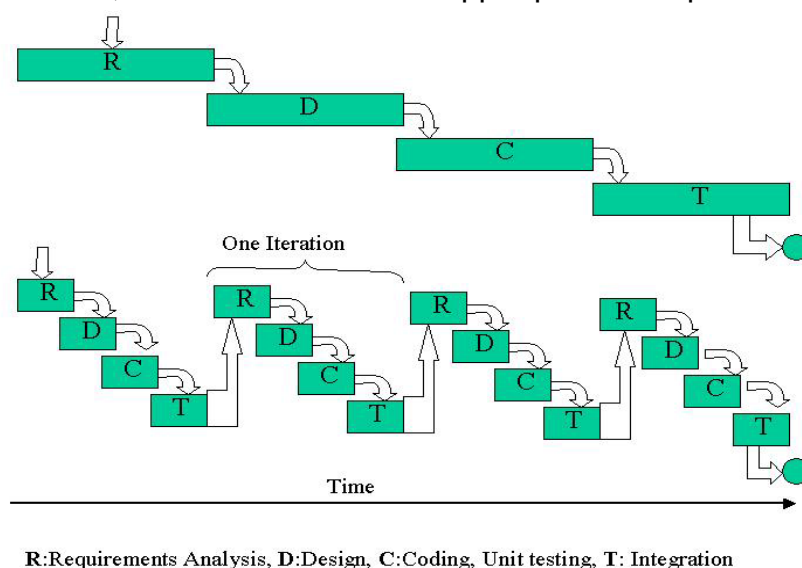 R
D
C
T
One Iteration
R
R
R
R
D
D
D
D
C
C
C
C
T
T
T
T
Time
R:Requirements Analysis, D:Design, C:Coding, Unit testing, T: Integration